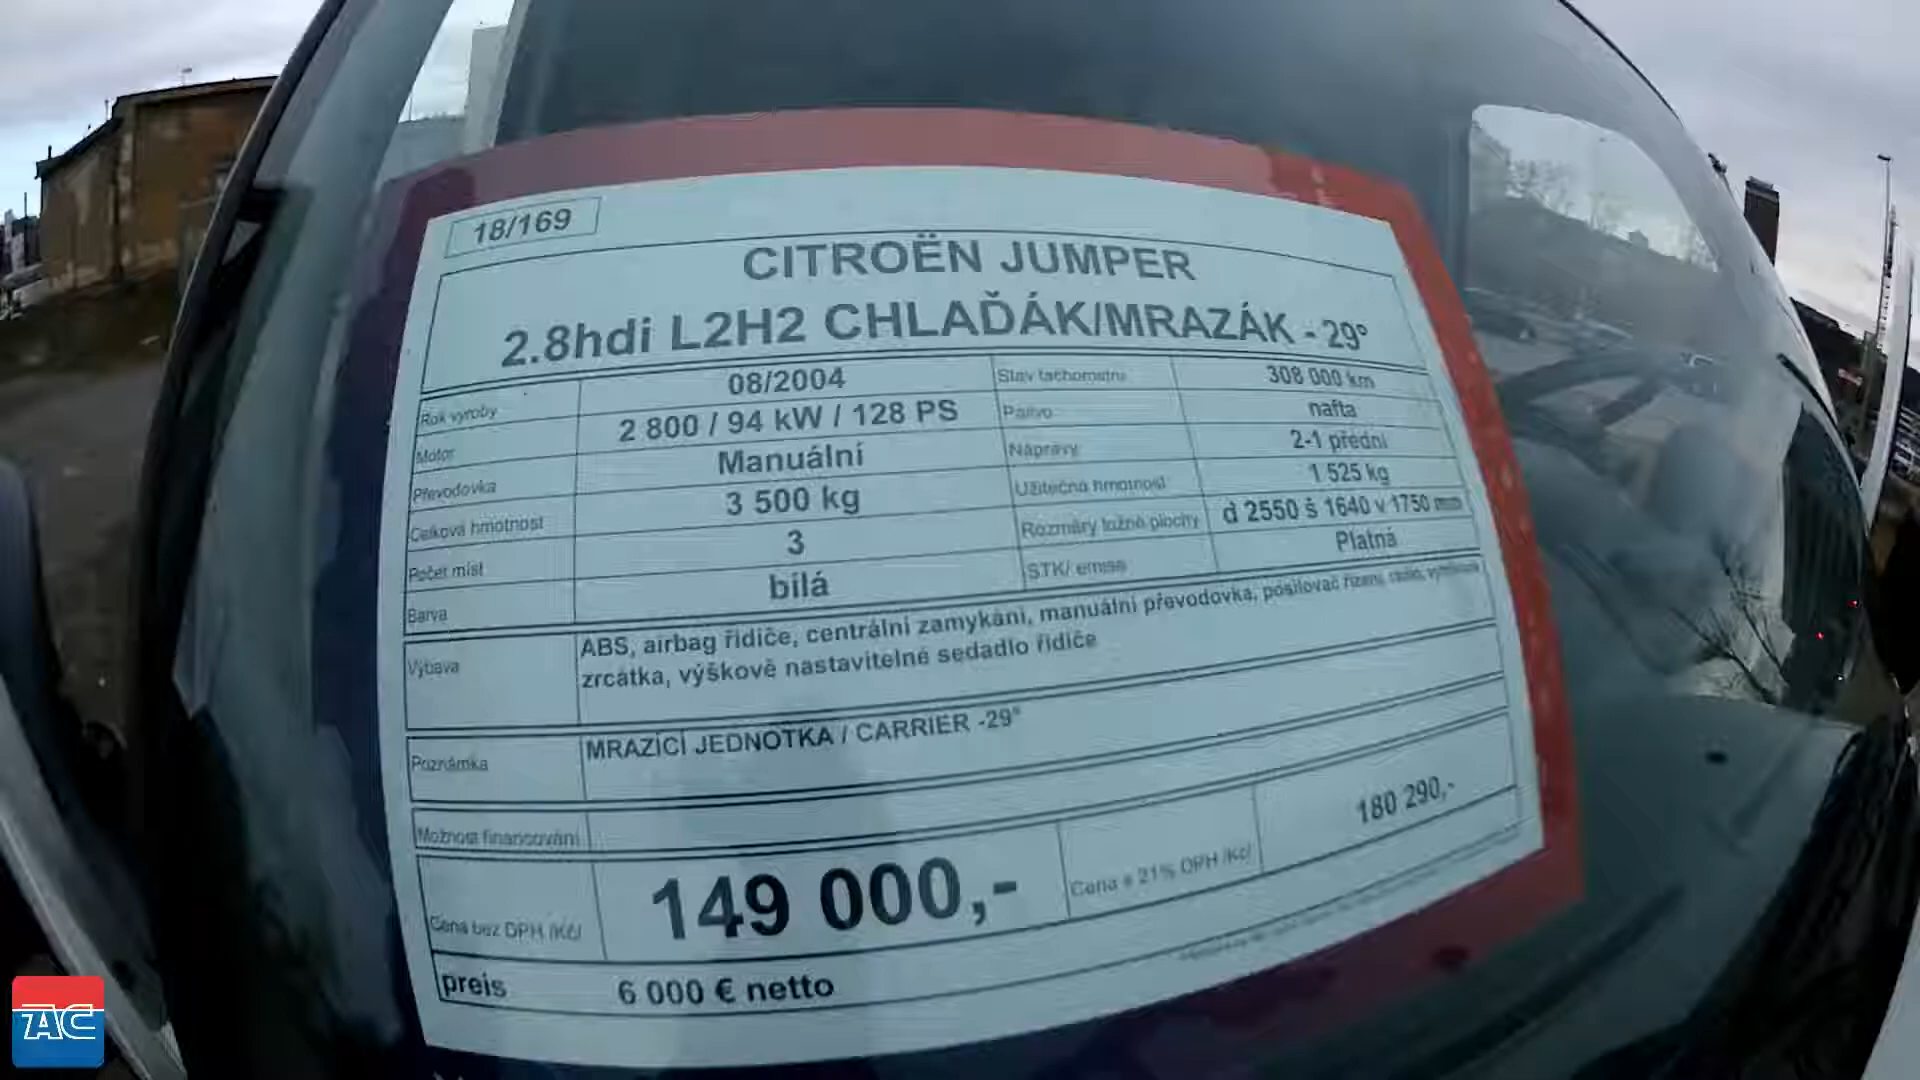 18/169
CITROËN JUMPER
2.8hdi L2H2 CHLAĎÁK/MRAZÁK - 29°
Rok výroby 08/2004 Stav tachometru 308 000 km
Motor 2 800 / 94 kW / 128 PS Palivo nafta
Převodovka Manuální Nápravy 2-1 přední
Celková hmotnost 3 500 kg Užitečná hmotnost 1 525 kg
Počet míst 3 Rozměry ložné plochy d 2550 š 1640 v 1750 mm
Barva bílá STK/ emise Platná
Výbava ABS, airbag řidiče, centrální zamykání, manuální převodovka, posilovač řízení, rádio, vyhřívaná
zrcátka, výškově nastavitelné sedadlo řidiče
Poznámka MRAZÍCÍ JEDNOTKA / CARRIER -29°
Možnost financování
Cena bez DPH /Kč/ 149 000,- Cena s 21% DPH /Kč/ 180 290,-
preis 6 000 € netto
AC